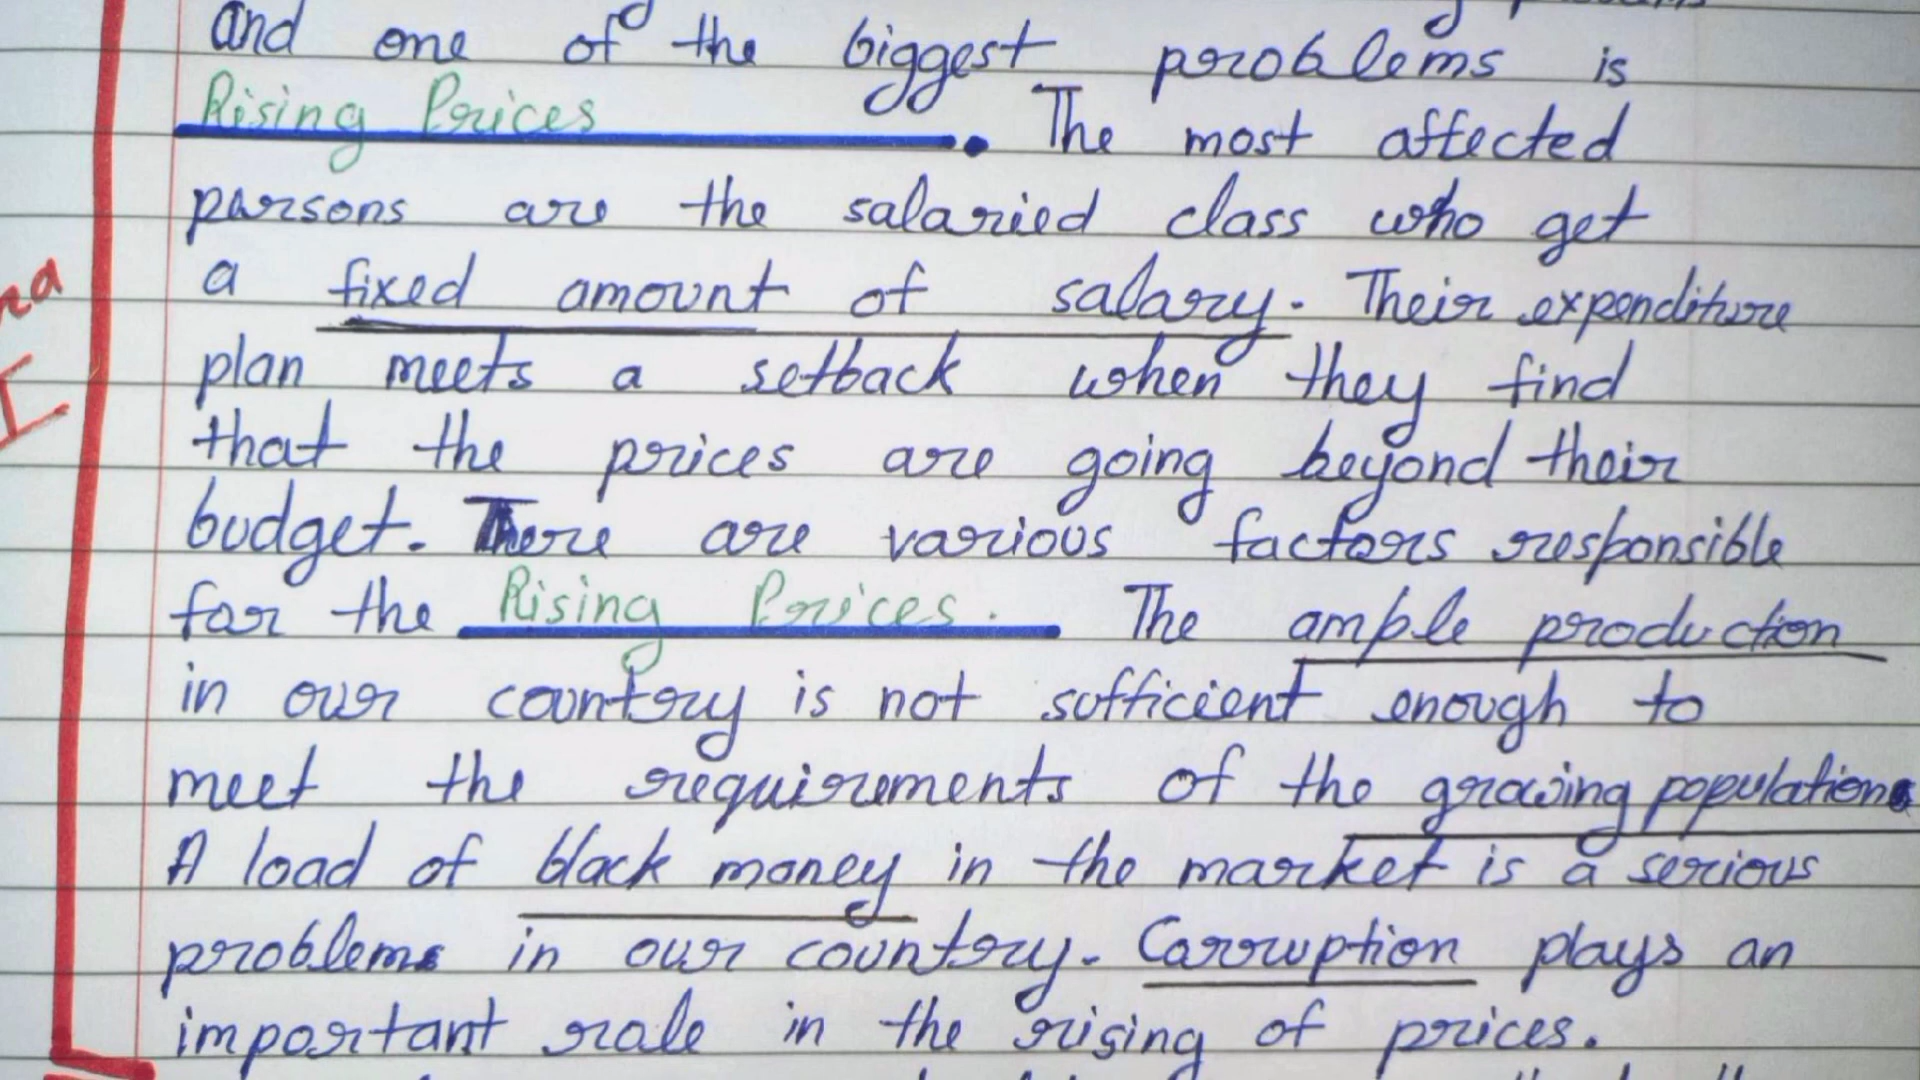 and one of the biggest problems is
Rising Prices. The most affected
persons are the salaried class who get
a fixed amount of salary. Their expenditure
plan meets a setback when they find
that the prices are going beyond their
budget. There are various factors responsible
for the Rising Prices. The ample production
in our country is not sufficient enough to
meet the requirements of the growing population.
A load of black money in the market is a serious
problem in our country. Corruption plays an
important role in the rising of prices.